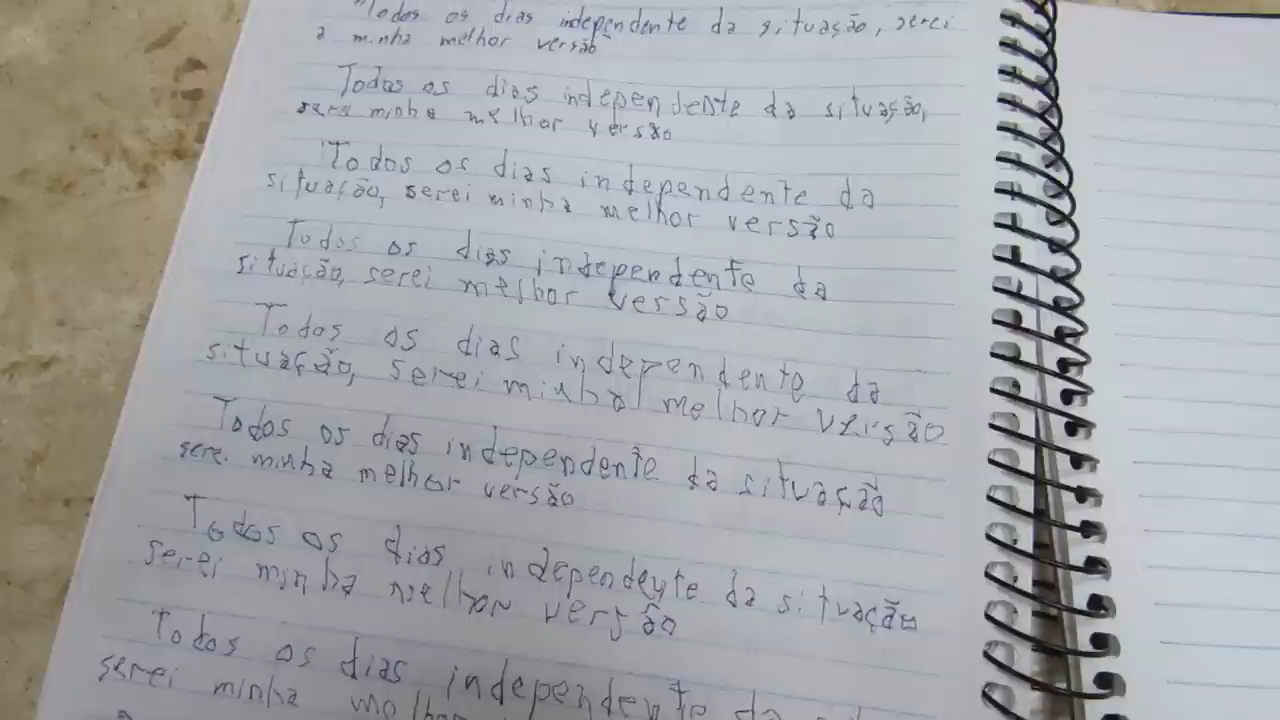 "Todos os dias independente da situação, serei
a minha melhor versão
Todos os dias independente da situação,
serei minha melhor versão
"Todos os dias independente da
situação, serei minha melhor versão
Todos os dias independente da
situação, serei melhor versão
Todos os dias independente da
situação, serei minha melhor versão
Todos os dias independente da situação
serei minha melhor versão
Todos os dias independente da situação
serei minha melhor versão
Todos os dias independente da
serei minha melhor